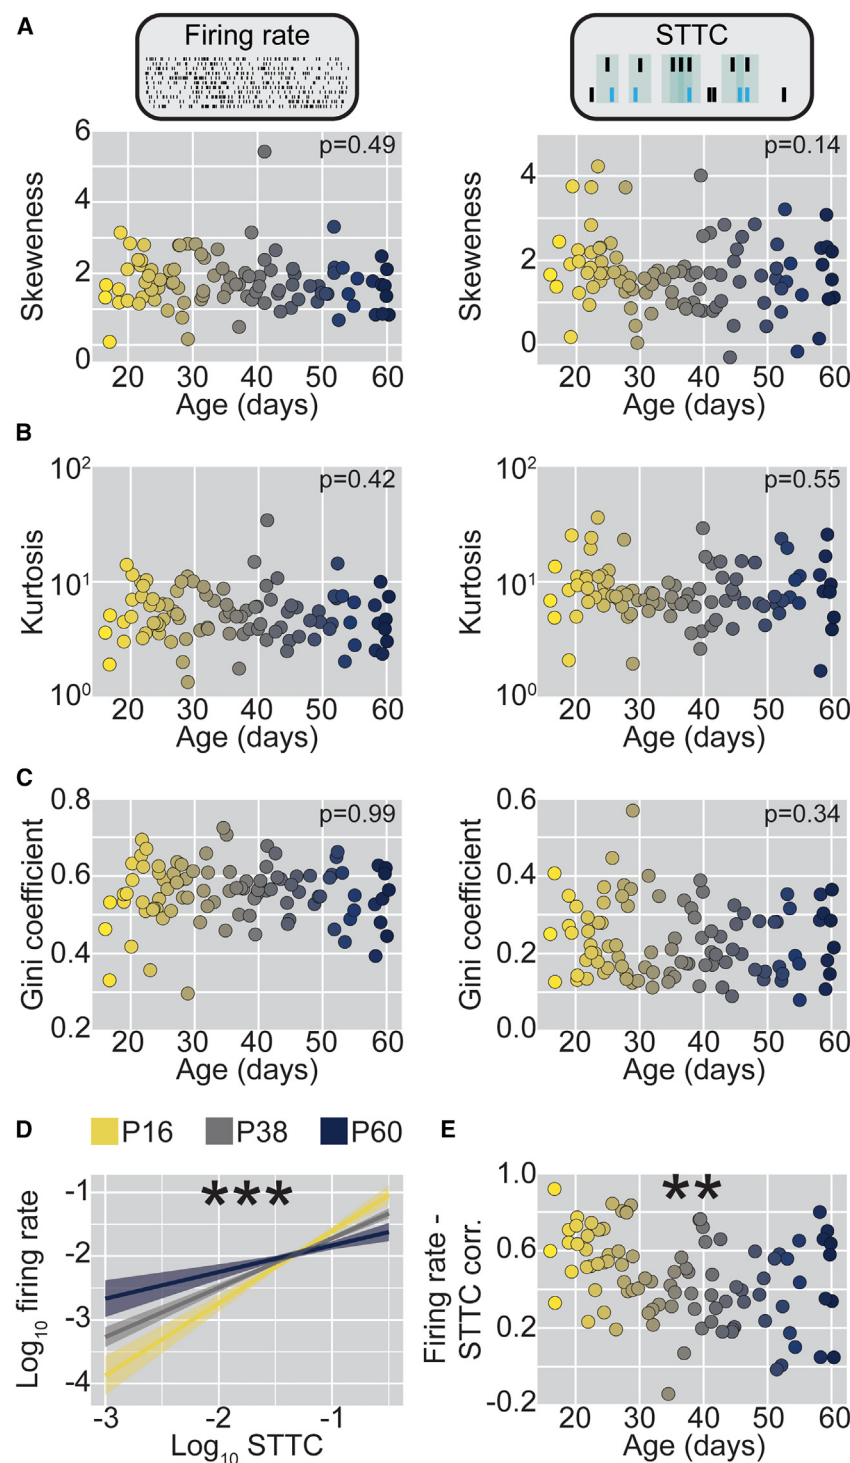 A
Firing rate
STTC
p=0.49
p=0.14
Skeweness
6
4
2
0
20 30 40 50 60
Age (days)
Skeweness
4
2
0
20 30 40 50 60
Age (days)
B
p=0.42
p=0.55
Kurtosis
10²
10¹
10⁰
20 30 40 50 60
Age (days)
Kurtosis
10²
10¹
10⁰
20 30 40 50 60
Age (days)
C
p=0.99
p=0.34
Gini coefficient
0.8
0.6
0.4
0.2
20 30 40 50 60
Age (days)
Gini coefficient
0.6
0.4
0.2
0.0
20 30 40 50 60
Age (days)
D
P16 P38 P60
***
Log₁₀ firing rate
-1
-2
-3
-4
-3 -2 -1
Log₁₀ STTC
E
**
Firing rate -
STTC corr.
1.0
0.6
0.2
-0.2
20 30 40 50 60
Age (days)